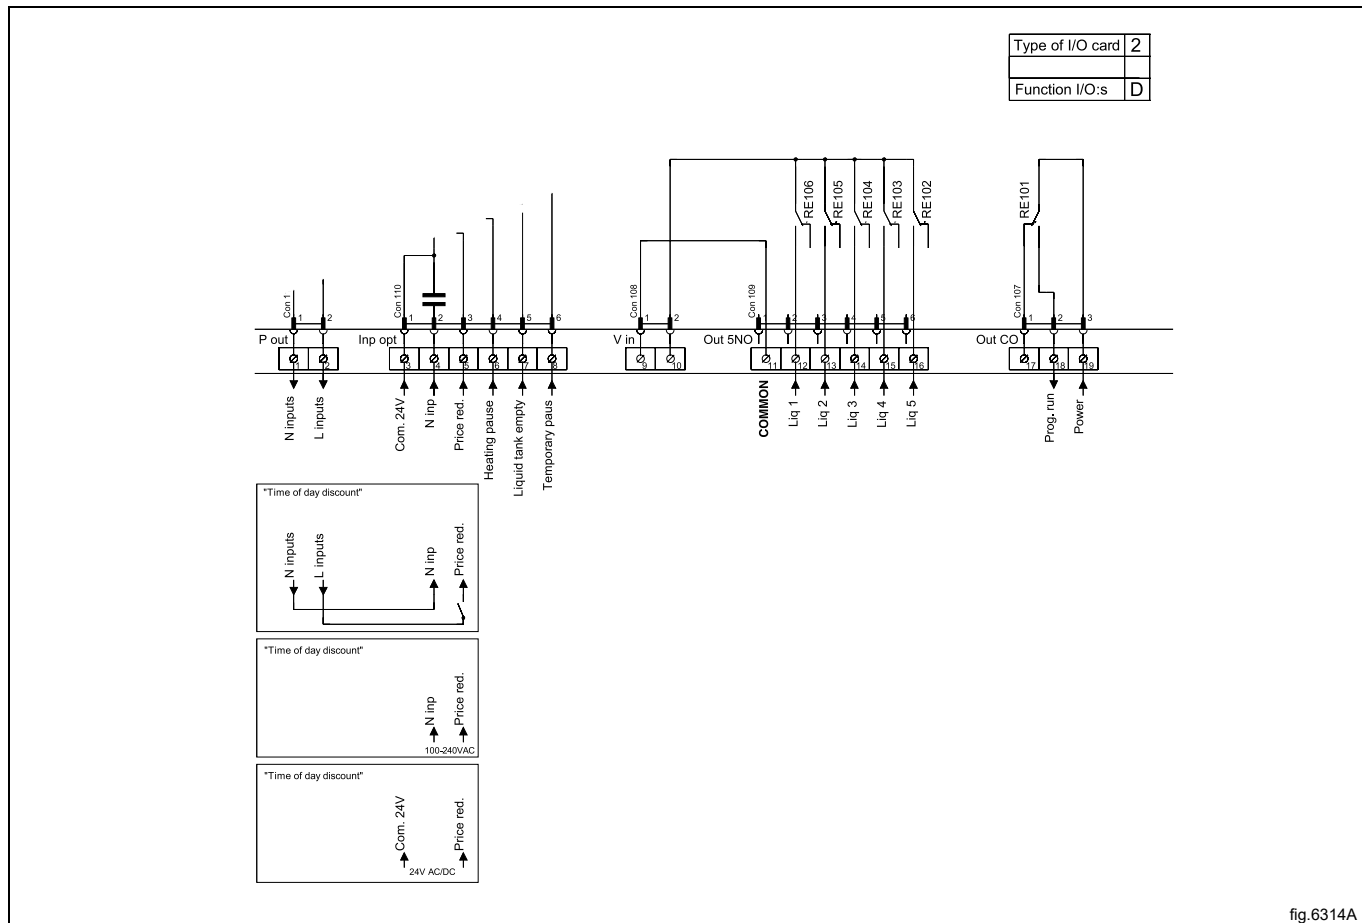 Type of I/O card 2
Function I/O:s D
RE106
RE105
RE104
RE103
RE102
RE101
Con 1
1
2
Con 110
1
2
3
4
5
6
Con 108
1
2
Con 109
1
2
3
4
5
6
Con 107
1
2
3
P out
Inp opt
V in
Out 5NO
Out CO
1
2
3
4
5
6
7
8
9
10
11
12
13
14
15
16
17
18
19
N inputs
L inputs
Com. 24V
N inp
Price red.
Heating pause
Liquid tank empty
Temporary paus
COMMON
Liq 1
Liq 2
Liq 3
Liq 4
Liq 5
Prog. run
Power
"Time of day discount"
N inputs
L inputs
N inp
Price red.
"Time of day discount"
N inp
Price red.
100-240VAC
"Time of day discount"
Com. 24V
Price red.
24V AC/DC
fig.6314A